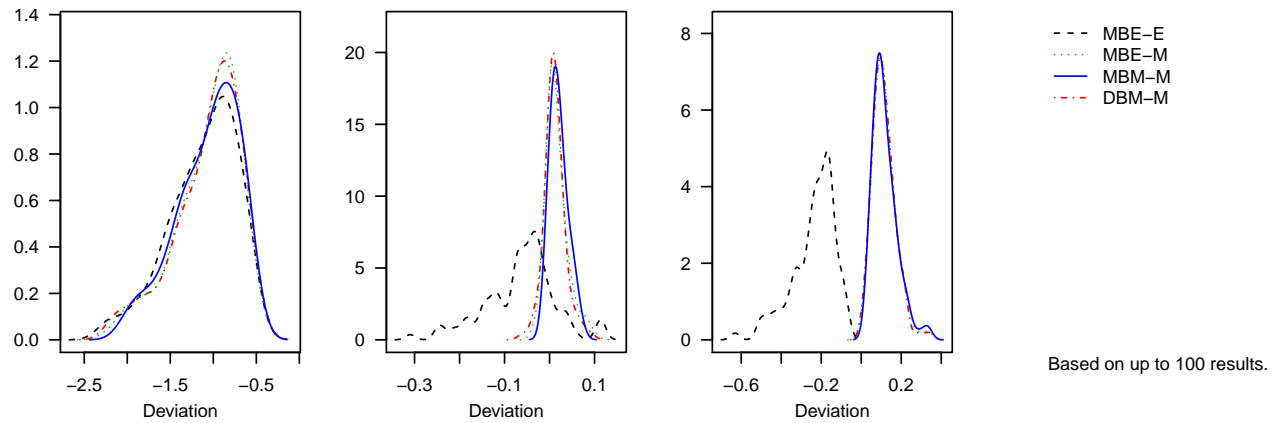 1.4
1.2
1.0
0.8
0.6
0.4
0.2
0.0
−2.5 −1.5 −0.5
Deviation
20
15
10
5
0
−0.3 −0.1 0.1
Deviation
8
6
4
2
0
−0.6 −0.2 0.2
Deviation
MBE−E
MBE−M
MBM−M
DBM−M
Based on up to 100 results.